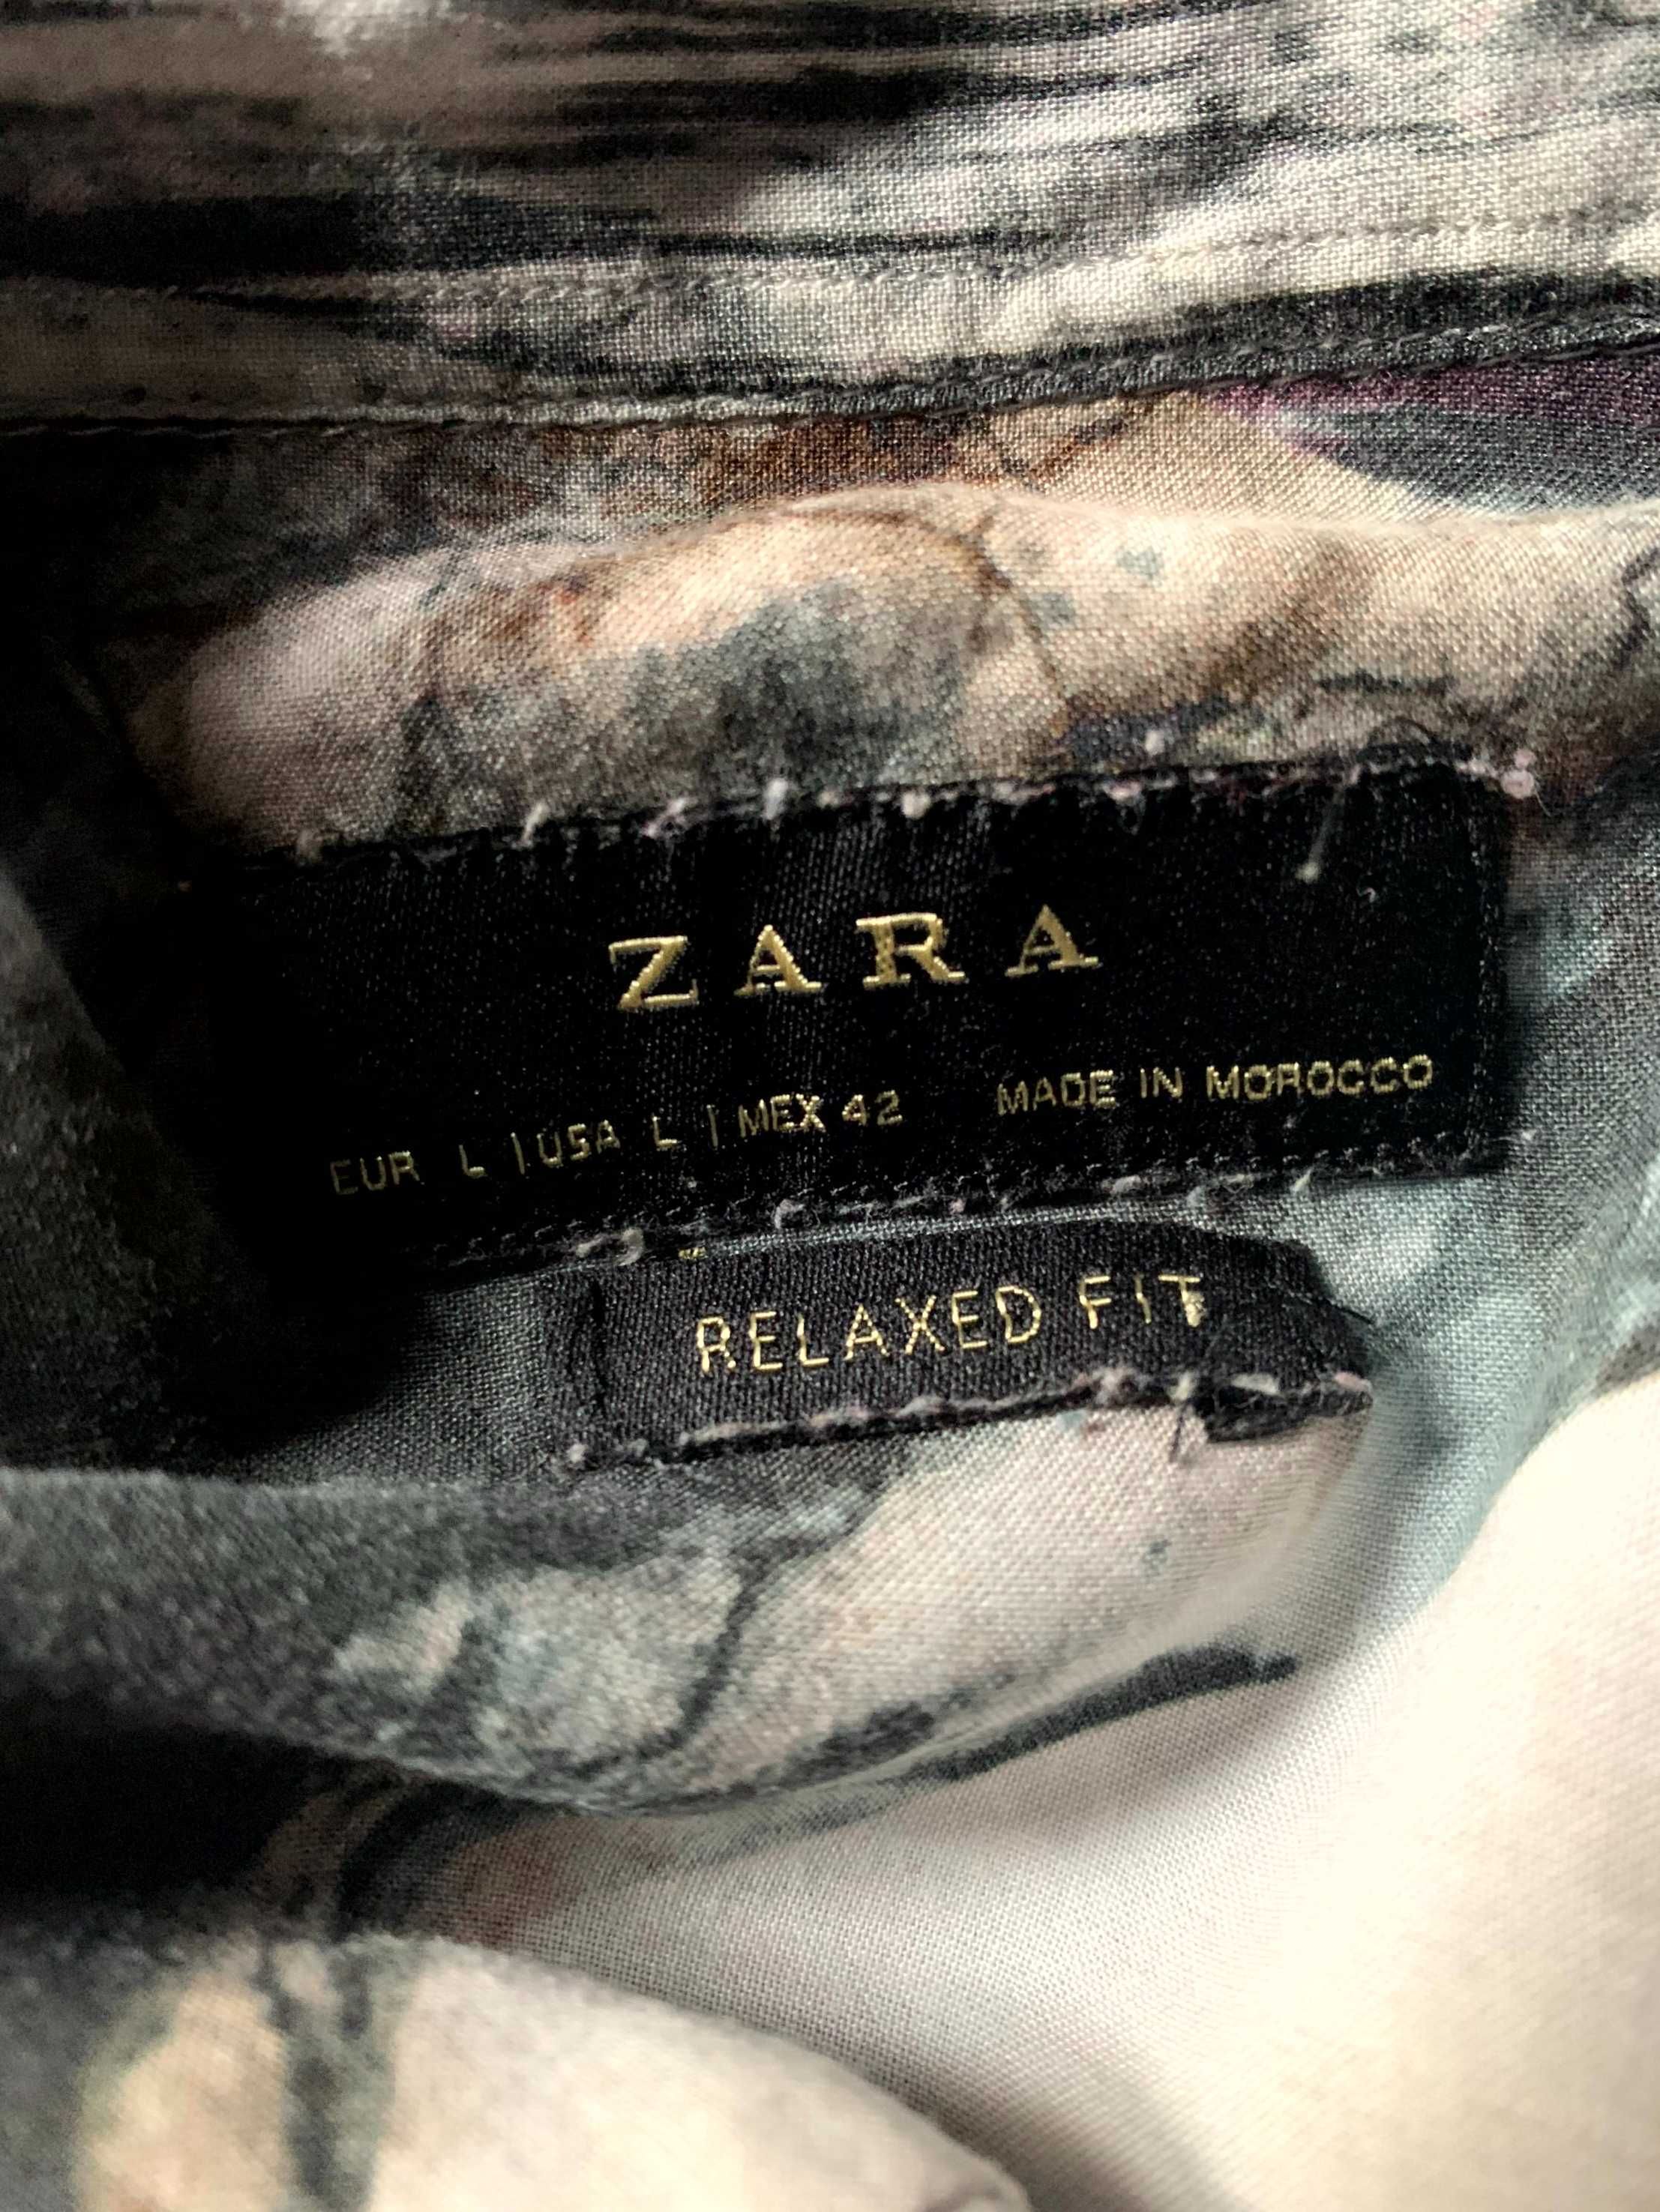 ZARA
EUR L | USA L | MEX 42 MADE IN MOROCCO
RELAXED FIT